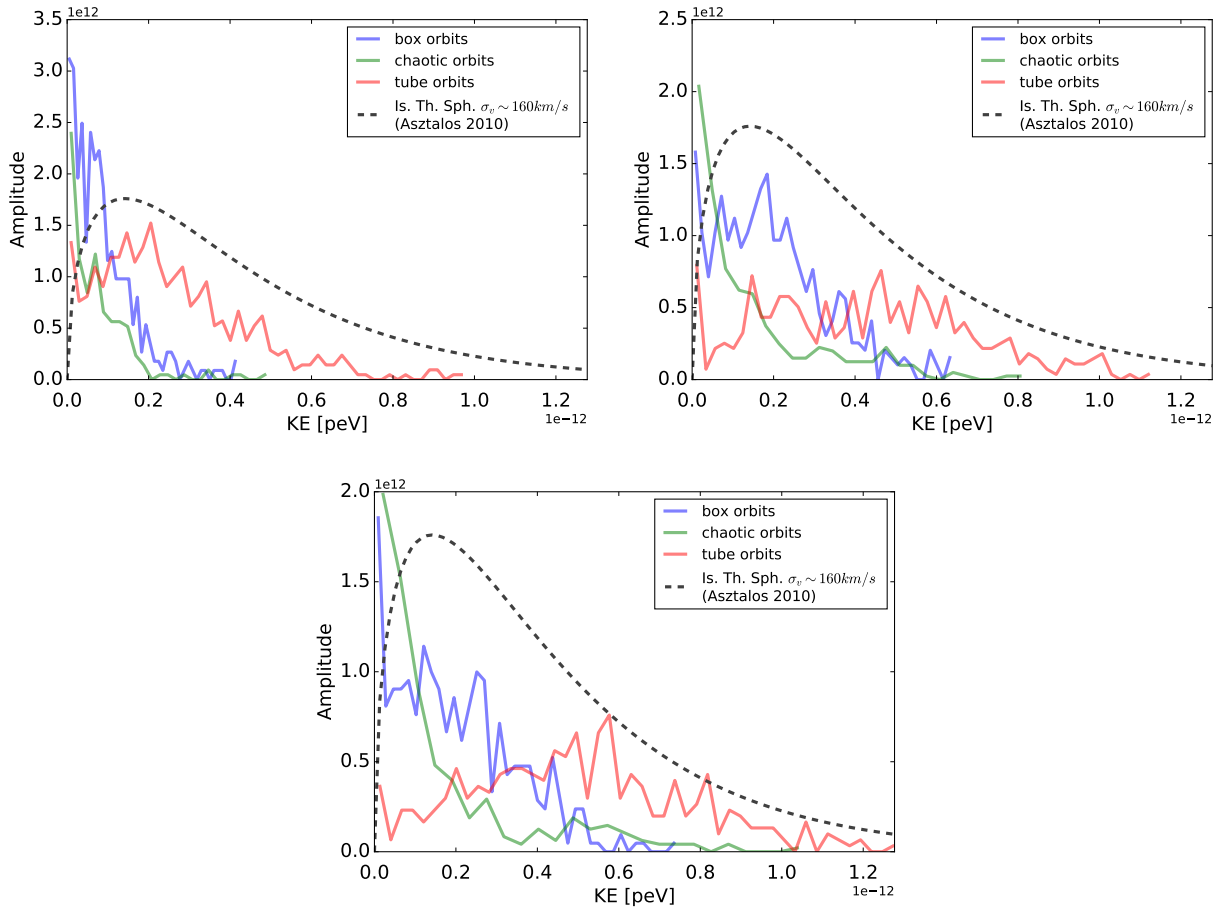 1e12
3.5
3.0
2.5
2.0
1.5
1.0
0.5
0.0
Amplitude
box orbits
chaotic orbits
tube orbits
Is. Th. Sph. σv ~ 160km/s
(Asztalos 2010)
0.0 0.2 0.4 0.6 0.8 1.0 1.2
KE [peV]
1e−12
1e12
2.5
2.0
1.5
1.0
0.5
0.0
Amplitude
box orbits
chaotic orbits
tube orbits
Is. Th. Sph. σv ~ 160km/s
(Asztalos 2010)
0.0 0.2 0.4 0.6 0.8 1.0 1.2
KE [peV]
1e−12
1e12
2.0
1.5
1.0
0.5
0.0
Amplitude
box orbits
chaotic orbits
tube orbits
Is. Th. Sph. σv ~ 160km/s
(Asztalos 2010)
0.0 0.2 0.4 0.6 0.8 1.0 1.2
KE [peV]
1e−12